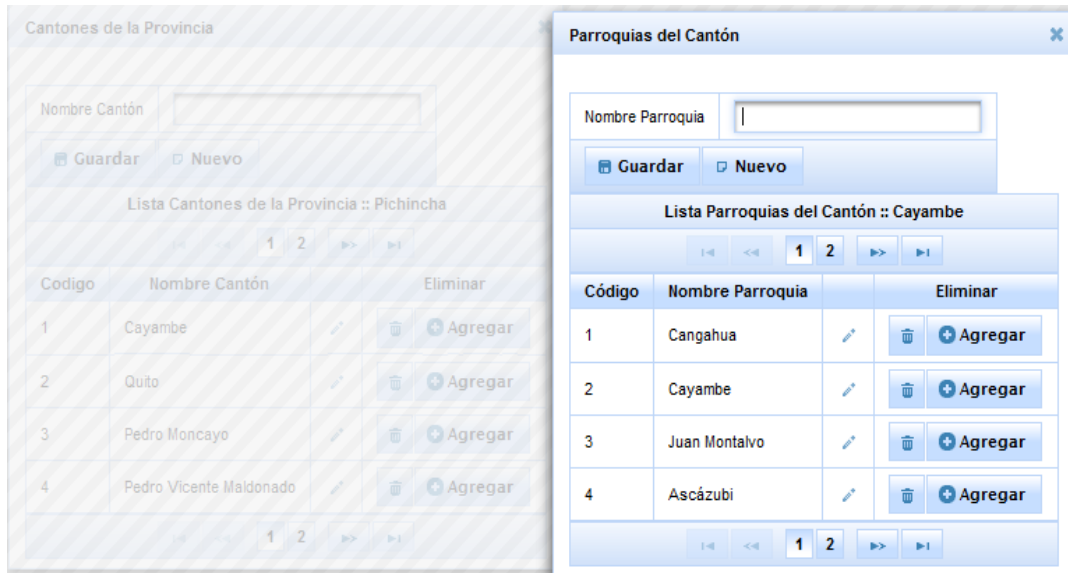 Cantones de la Provincia
Nombre Cantón
Guardar Nuevo
Lista Cantones de la Provincia :: Pichincha
1 2
Codigo Nombre Cantón Eliminar
1 Cayambe Agregar
2 Quito Agregar
3 Pedro Moncayo Agregar
4 Pedro Vicente Maldonado Agregar
1 2
Parroquias del Cantón
Nombre Parroquia
Guardar Nuevo
Lista Parroquias del Cantón :: Cayambe
1 2
Código Nombre Parroquia Eliminar
1 Cangahua Agregar
2 Cayambe Agregar
3 Juan Montalvo Agregar
4 Ascázubi Agregar
1 2